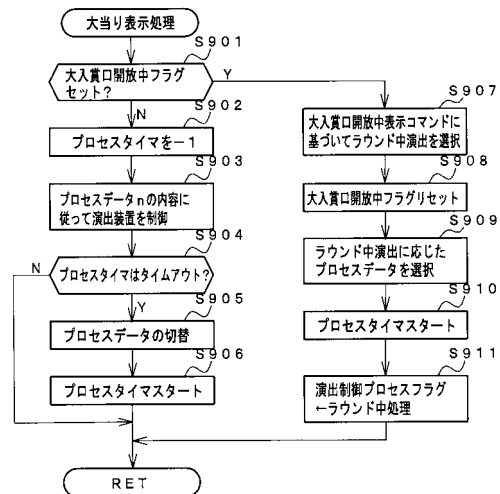 大当り表示処理
S901
大入賞口開放中フラグ
セット?
Y
N
S902
プロセスタイマを-1
S903
プロセスデータnの内容に
従って演出装置を制御
S904
N
プロセスタイマはタイムアウト?
Y
S905
プロセスデータの切替
S906
プロセスタイマスタート
S907
大入賞口開放中表示コマンドに
基づいてラウンド中演出を選択
S908
大入賞口開放中フラグリセット
S909
ラウンド中演出に応じた
プロセスデータを選択
S910
プロセスタイマスタート
S911
演出制御プロセスフラグ
←ラウンド中処理
RET